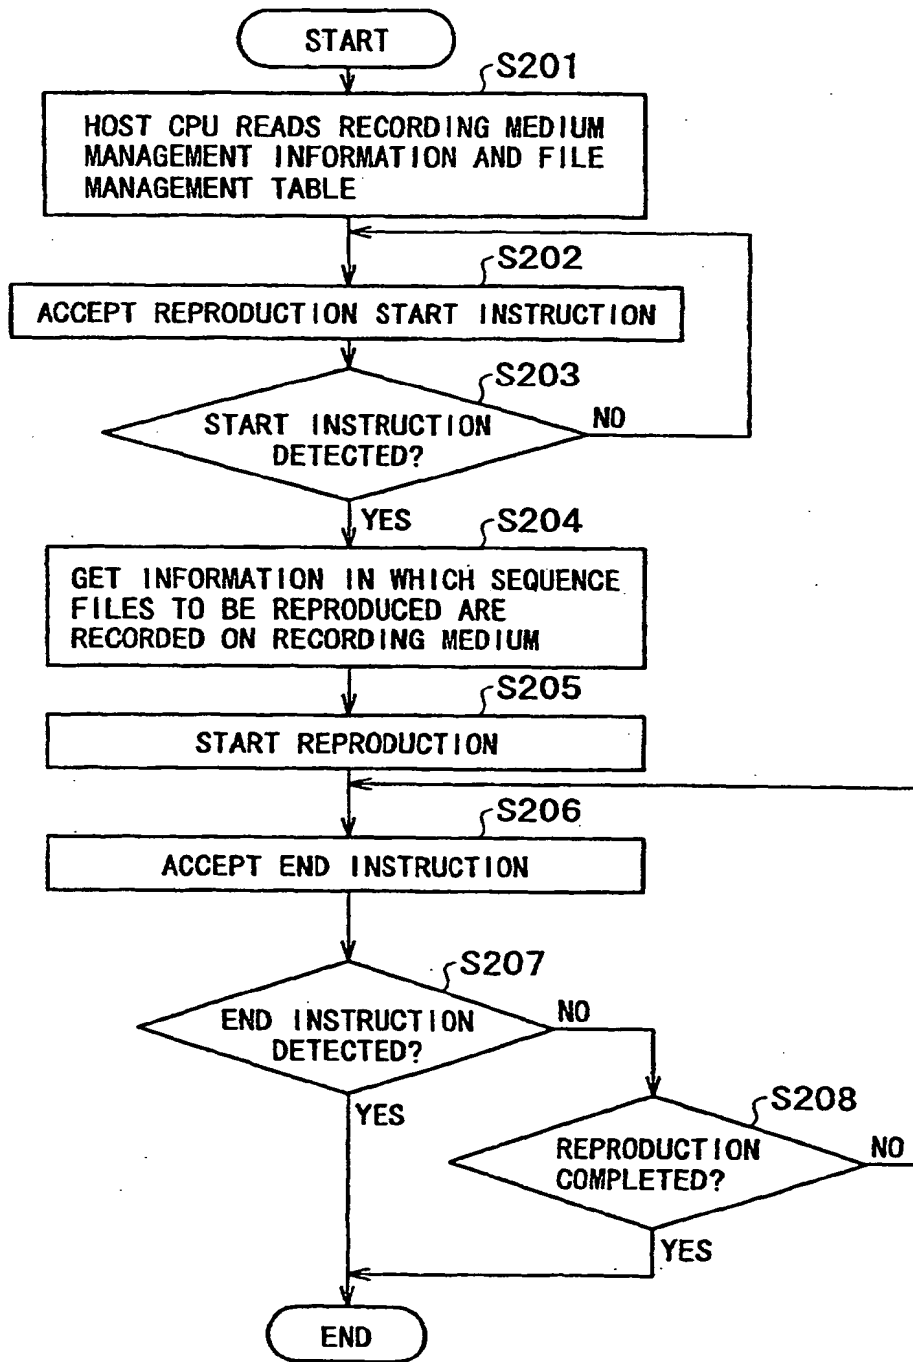 START
S201
HOST CPU READS RECORDING MEDIUM
MANAGEMENT INFORMATION AND FILE
MANAGEMENT TABLE
S202
ACCEPT REPRODUCTION START INSTRUCTION
S203
START INSTRUCTION
DETECTED?
NO
YES
S204
GET INFORMATION IN WHICH SEQUENCE
FILES TO BE REPRODUCED ARE
RECORDED ON RECORDING MEDIUM
S205
START REPRODUCTION
S206
ACCEPT END INSTRUCTION
S207
END INSTRUCTION
DETECTED?
NO
YES
S208
REPRODUCTION
COMPLETED?
NO
YES
END